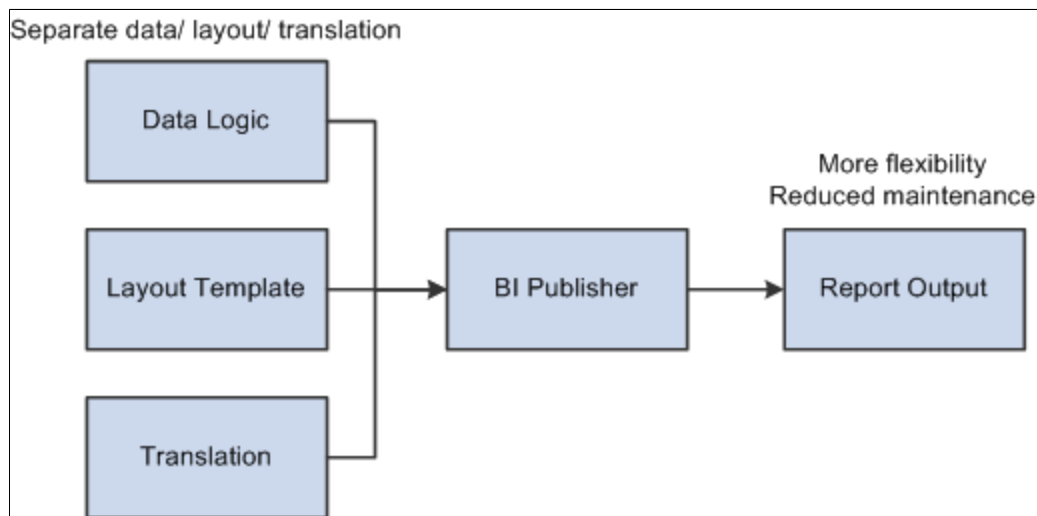 Separate data/ layout/ translation
Data Logic
Layout Template
Translation
BI Publisher
More flexibility
Reduced maintenance
Report Output